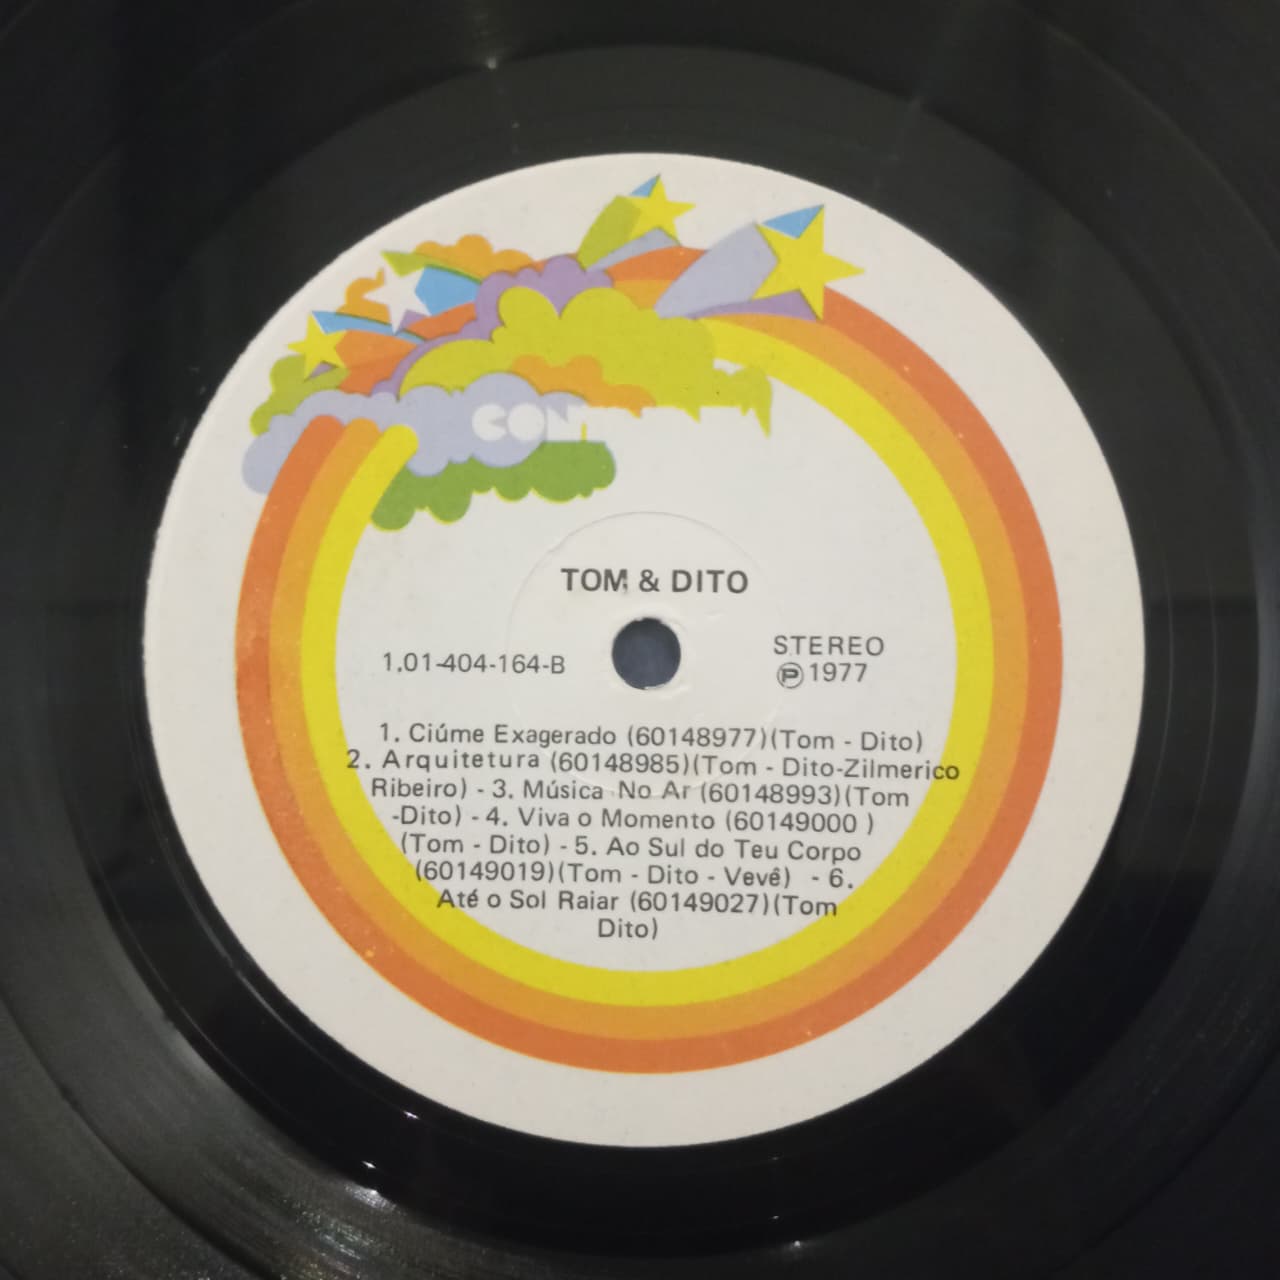 CON
TOM & DITO
1.01-404-164-B
STEREO
Ⓟ 1977
1. Ciúme Exagerado (60148977)(Tom - Dito)
2. Arquitetura (60148985)(Tom - Dito-Zilmerico
Ribeiro) - 3. Música No Ar (60148993)(Tom
-Dito) - 4. Viva o Momento (60149000 )
(Tom - Dito) - 5. Ao Sul do Teu Corpo
(60149019)(Tom - Dito - Vevê) - 6.
Até o Sol Raiar (60149027)(Tom
Dito)